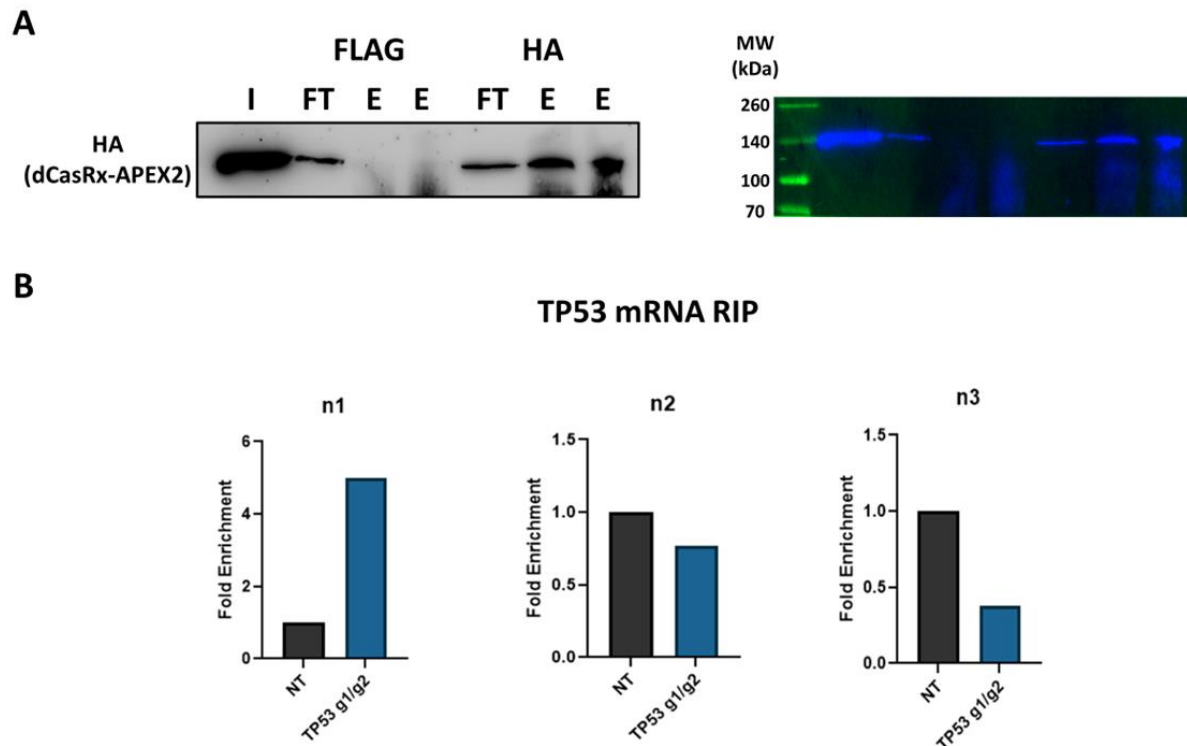 A
FLAG HA
I FT E E FT E E
HA
(dCasRx-APEX2)
MW
(kDa)
260
140
100
70
B
TP53 mRNA RIP
n1
Fold Enrichment
6
4
2
0
NT
TP53 g1/g2
n2
Fold Enrichment
1.5
1.0
0.5
0.0
NT
TP53 g1/g2
n3
Fold Enrichment
1.5
1.0
0.5
0.0
NT
TP53 g1/g2